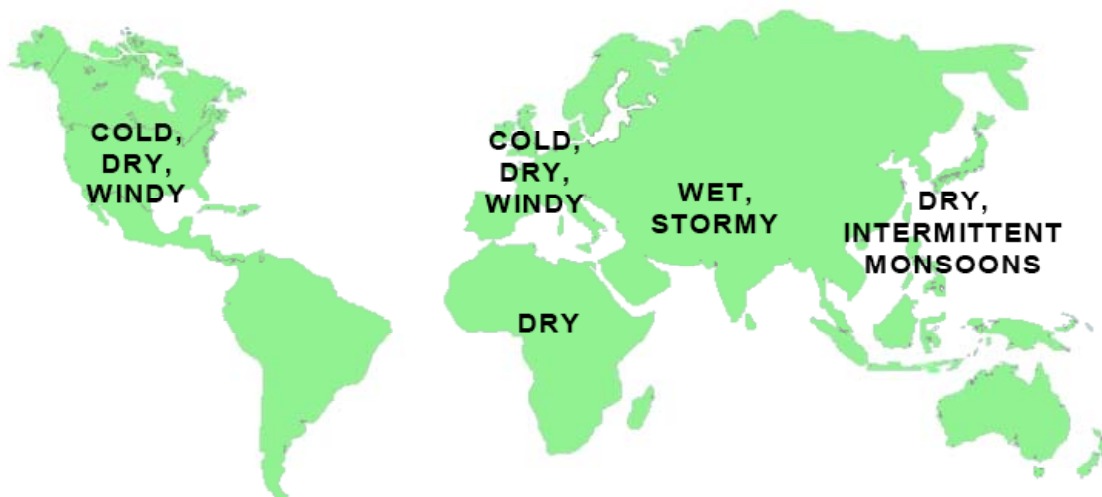 COLD,
DRY,
WINDY
COLD,
DRY,
WINDY
WET,
STORMY
DRY,
INTERMITTENT
MONSOONS
DRY